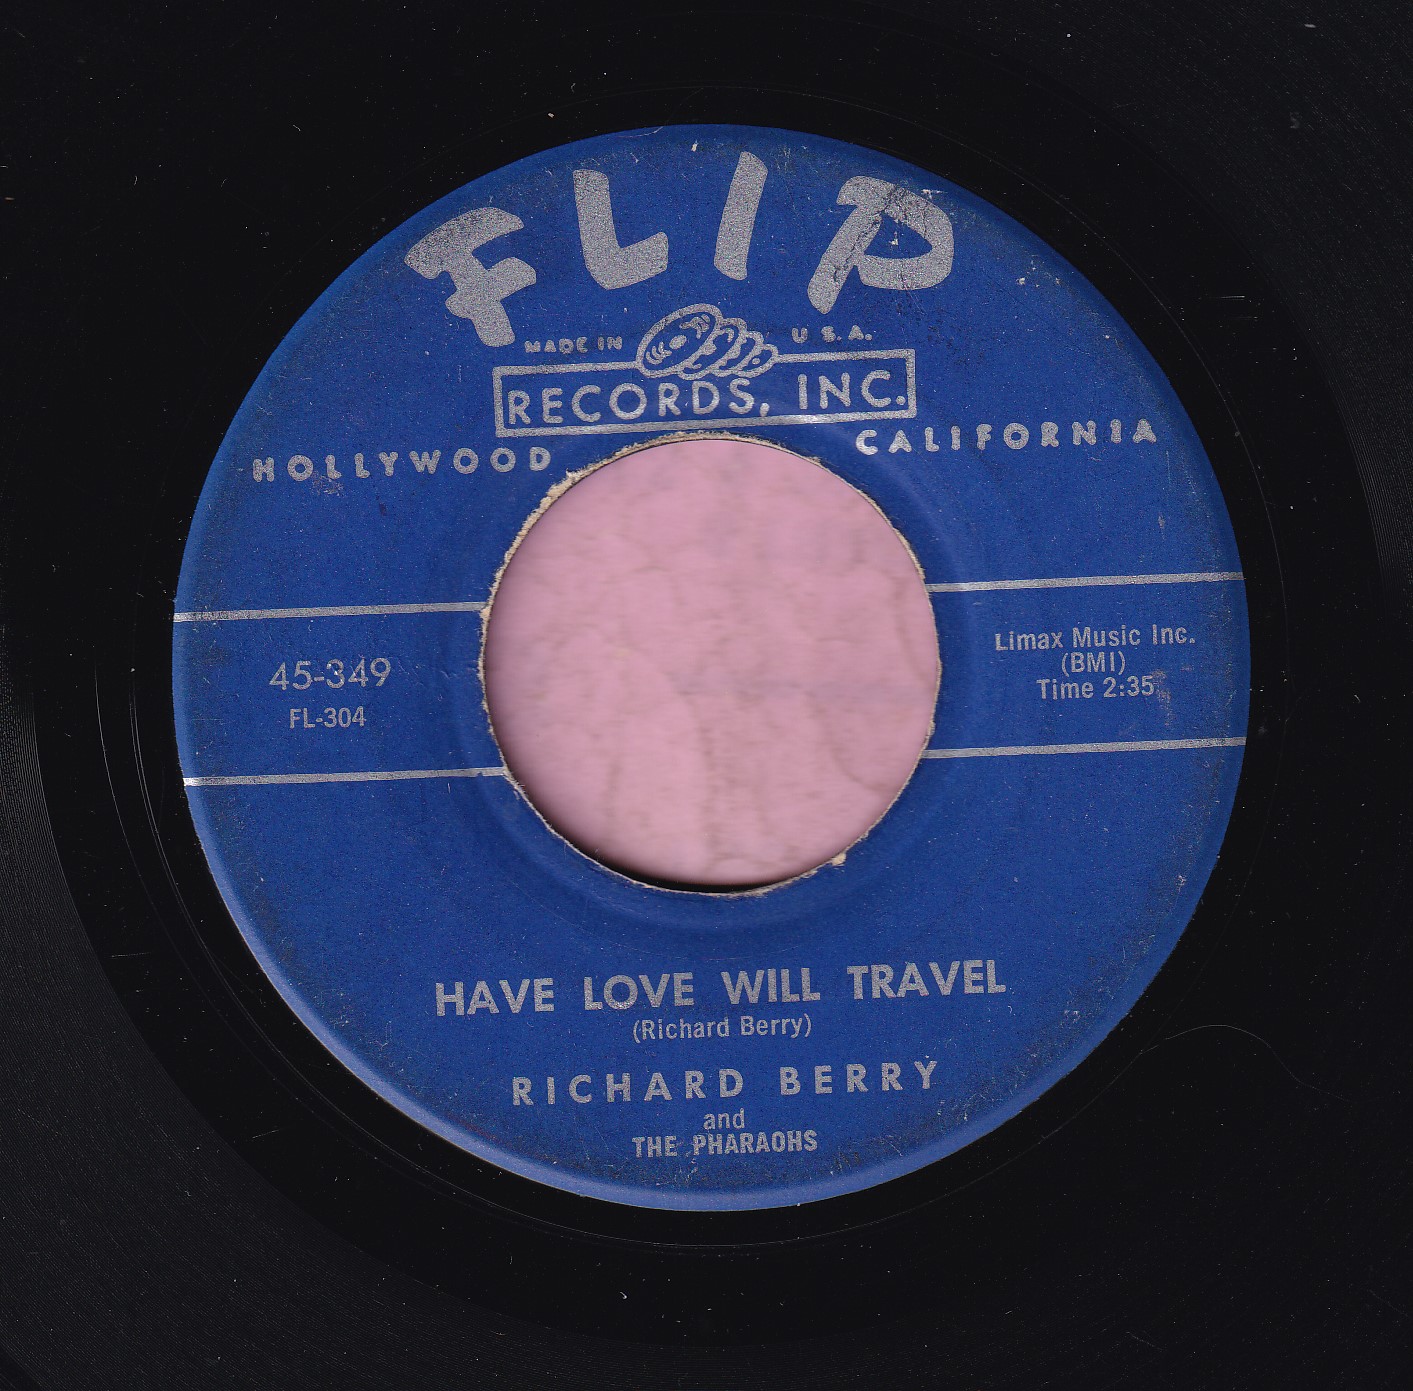 FLIP
MADE IN U.S.A.
RECORDS, INC.
HOLLYWOOD CALIFORNIA
45-349
FL-304
Limax Music Inc.
(BMI)
Time 2:35
HAVE LOVE WILL TRAVEL
(Richard Berry)
RICHARD BERRY
and
THE PHARAOHS